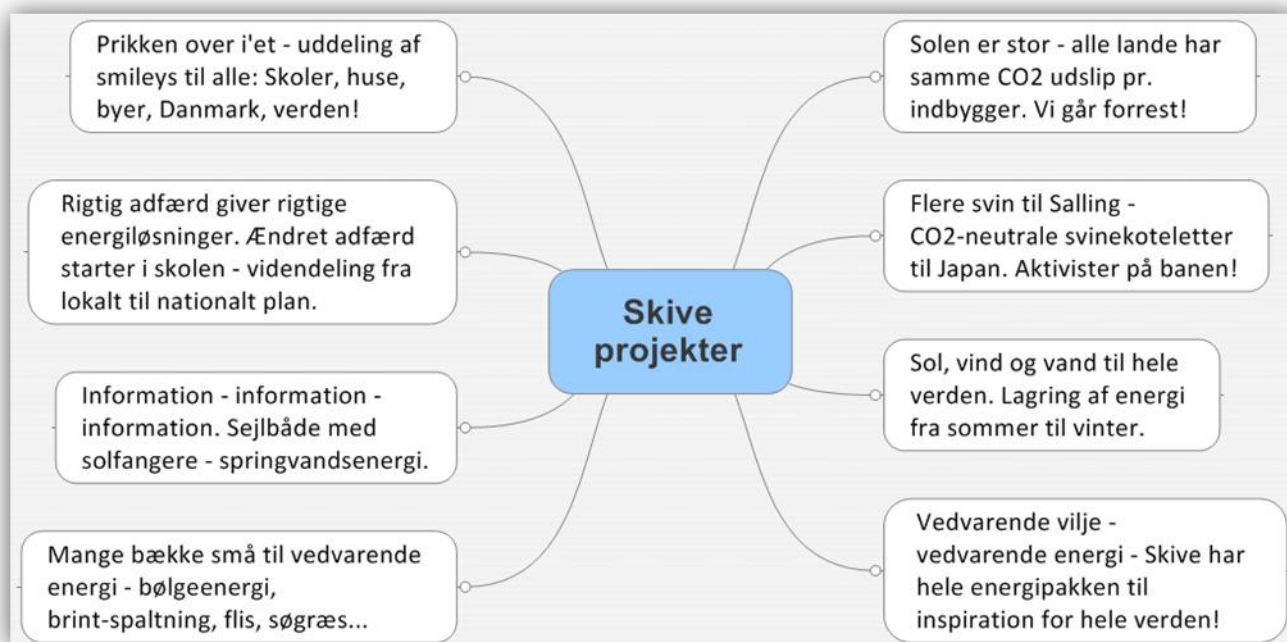 Prikken over i'et - uddeling af
smileys til alle: Skoler, huse,
byer, Danmark, verden!
Rigtig adfærd giver rigtige
energiløsninger. Ændret adfærd
starter i skolen - videndeling fra
lokalt til nationalt plan.
Information - information -
information. Sejlbåde med
solfangere - springvandsenergi.
Mange bække små til vedvarende
energi - bølgeenergi,
brint-spaltning, flis, søgræs...
Skive
projekter
Solen er stor - alle lande har
samme CO2 udslip pr.
indbygger. Vi går forrest!
Flere svin til Salling -
CO2-neutrale svinekoteletter
til Japan. Aktivister på banen!
Sol, vind og vand til hele
verden. Lagring af energi
fra sommer til vinter.
Vedvarende vilje -
vedvarende energi - Skive har
hele energipakken til
inspiration for hele verden!